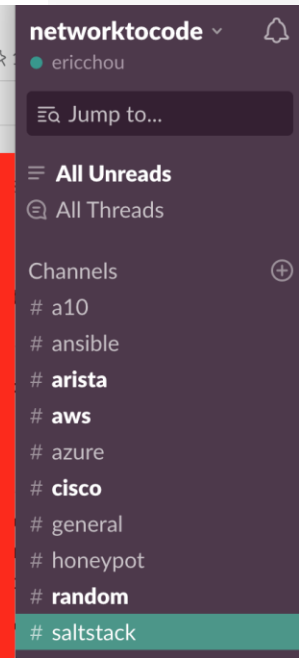 networktocode
ericchou
Jump to...
All Unreads
All Threads
Channels
# a10
# ansible
# arista
# aws
# azure
# cisco
# general
# honeypot
# random
# saltstack